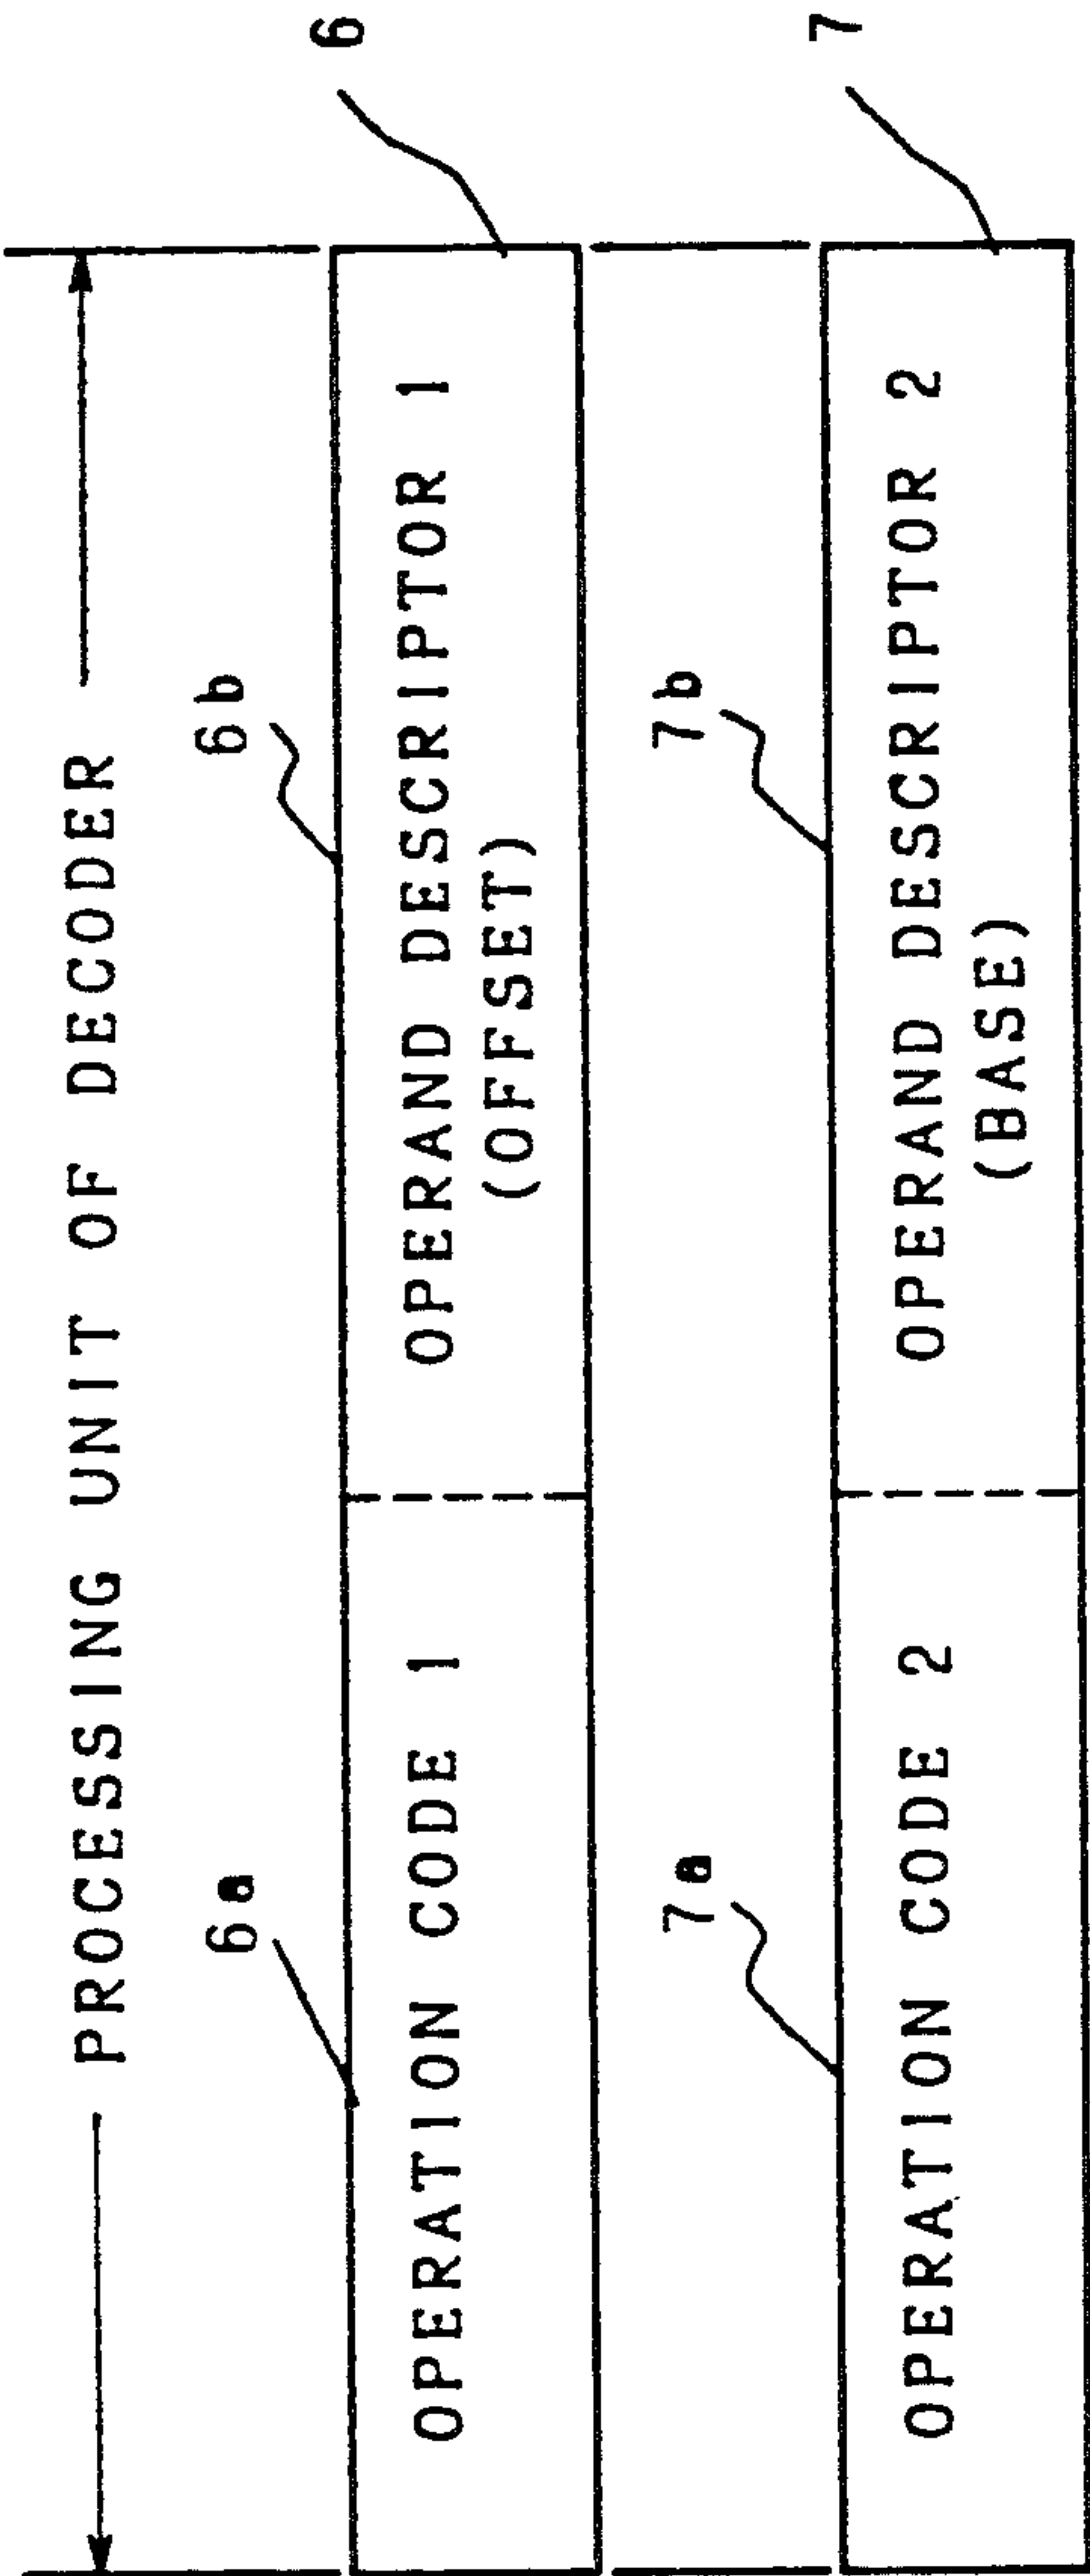 PROCESSING UNIT OF DECODER
6a
6b
6
OPERATION CODE 1
OPERAND DESCRIPTOR 1
(OFFSET)
7a
7b
7
OPERATION CODE 2
OPERAND DESCRIPTOR 2
(BASE)